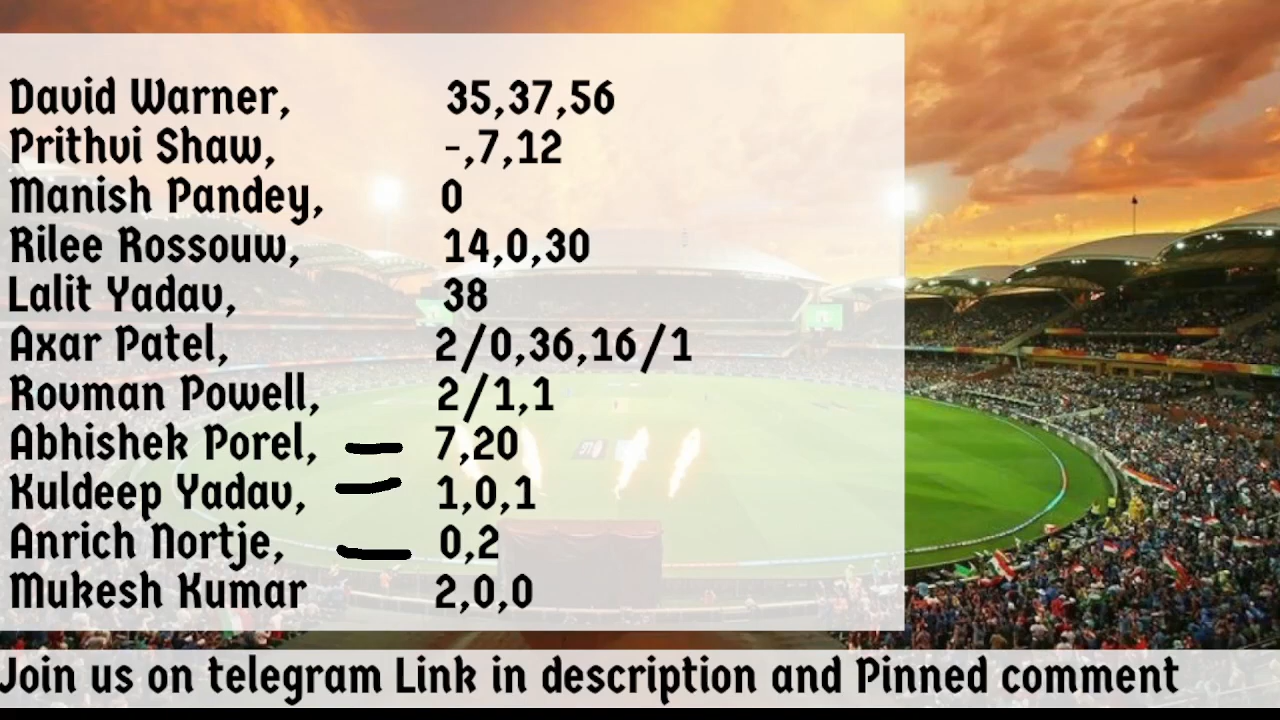 David Warner, 35,37,56
Prithvi Shaw, -,7,12
Manish Pandey, 0
Rilee Rossouw, 14,0,30
Lalit Yadav, 38
Axar Patel, 2/0,36,16/1
Rovman Powell, 2/1,1
Abhishek Porel, 7,20
Kuldeep Yadav, 1,0,1
Anrich Nortje, 0,2
Mukesh Kumar 2,0,0
Join us on telegram Link in description and Pinned comment